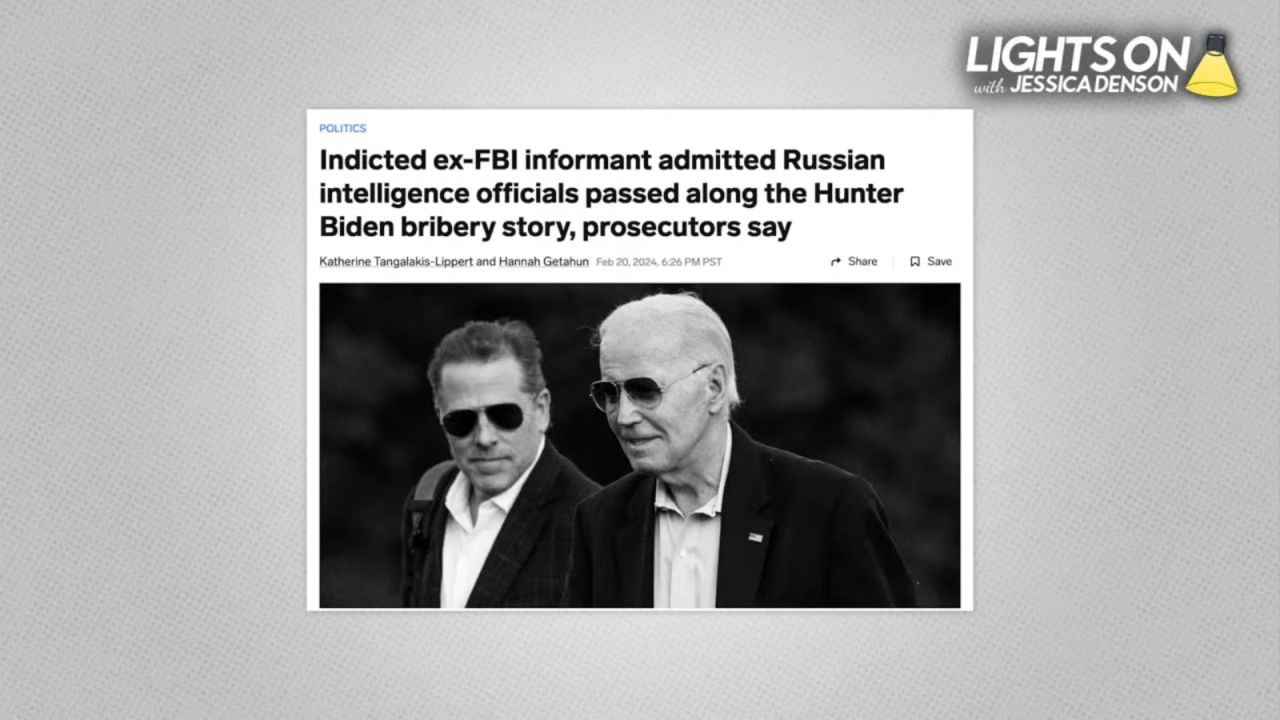 LIGHTS ON
with JESSICA DENSON
POLITICS
Indicted ex-FBI informant admitted Russian
intelligence officials passed along the Hunter
Biden bribery story, prosecutors say
Katherine Tangalakis-Lippert and Hannah Getahun Feb 20, 2024, 6:26 PM PST Share Save